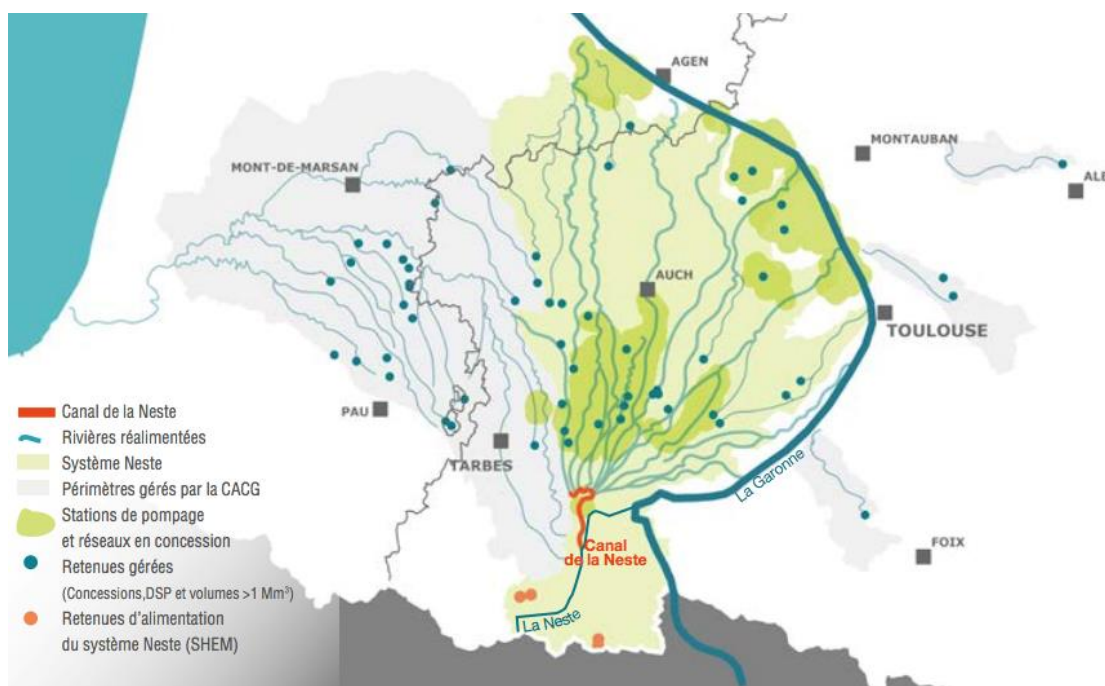 AGEN
MONTAUBAN
MONT-DE-MARSAN
ALB
AUCH
TOULOUSE
PAU
TARBES
La Garonne
FOIX
Canal
de la Neste
La Neste
Canal de la Neste
Rivières réalimentées
Système Neste
Périmètres gérés par la CACG
Stations de pompage
et réseaux en concession
Retenues gérées
(Concessions,DSP et volumes >1 Mm³)
Retenues d'alimentation
du système Neste (SHEM)